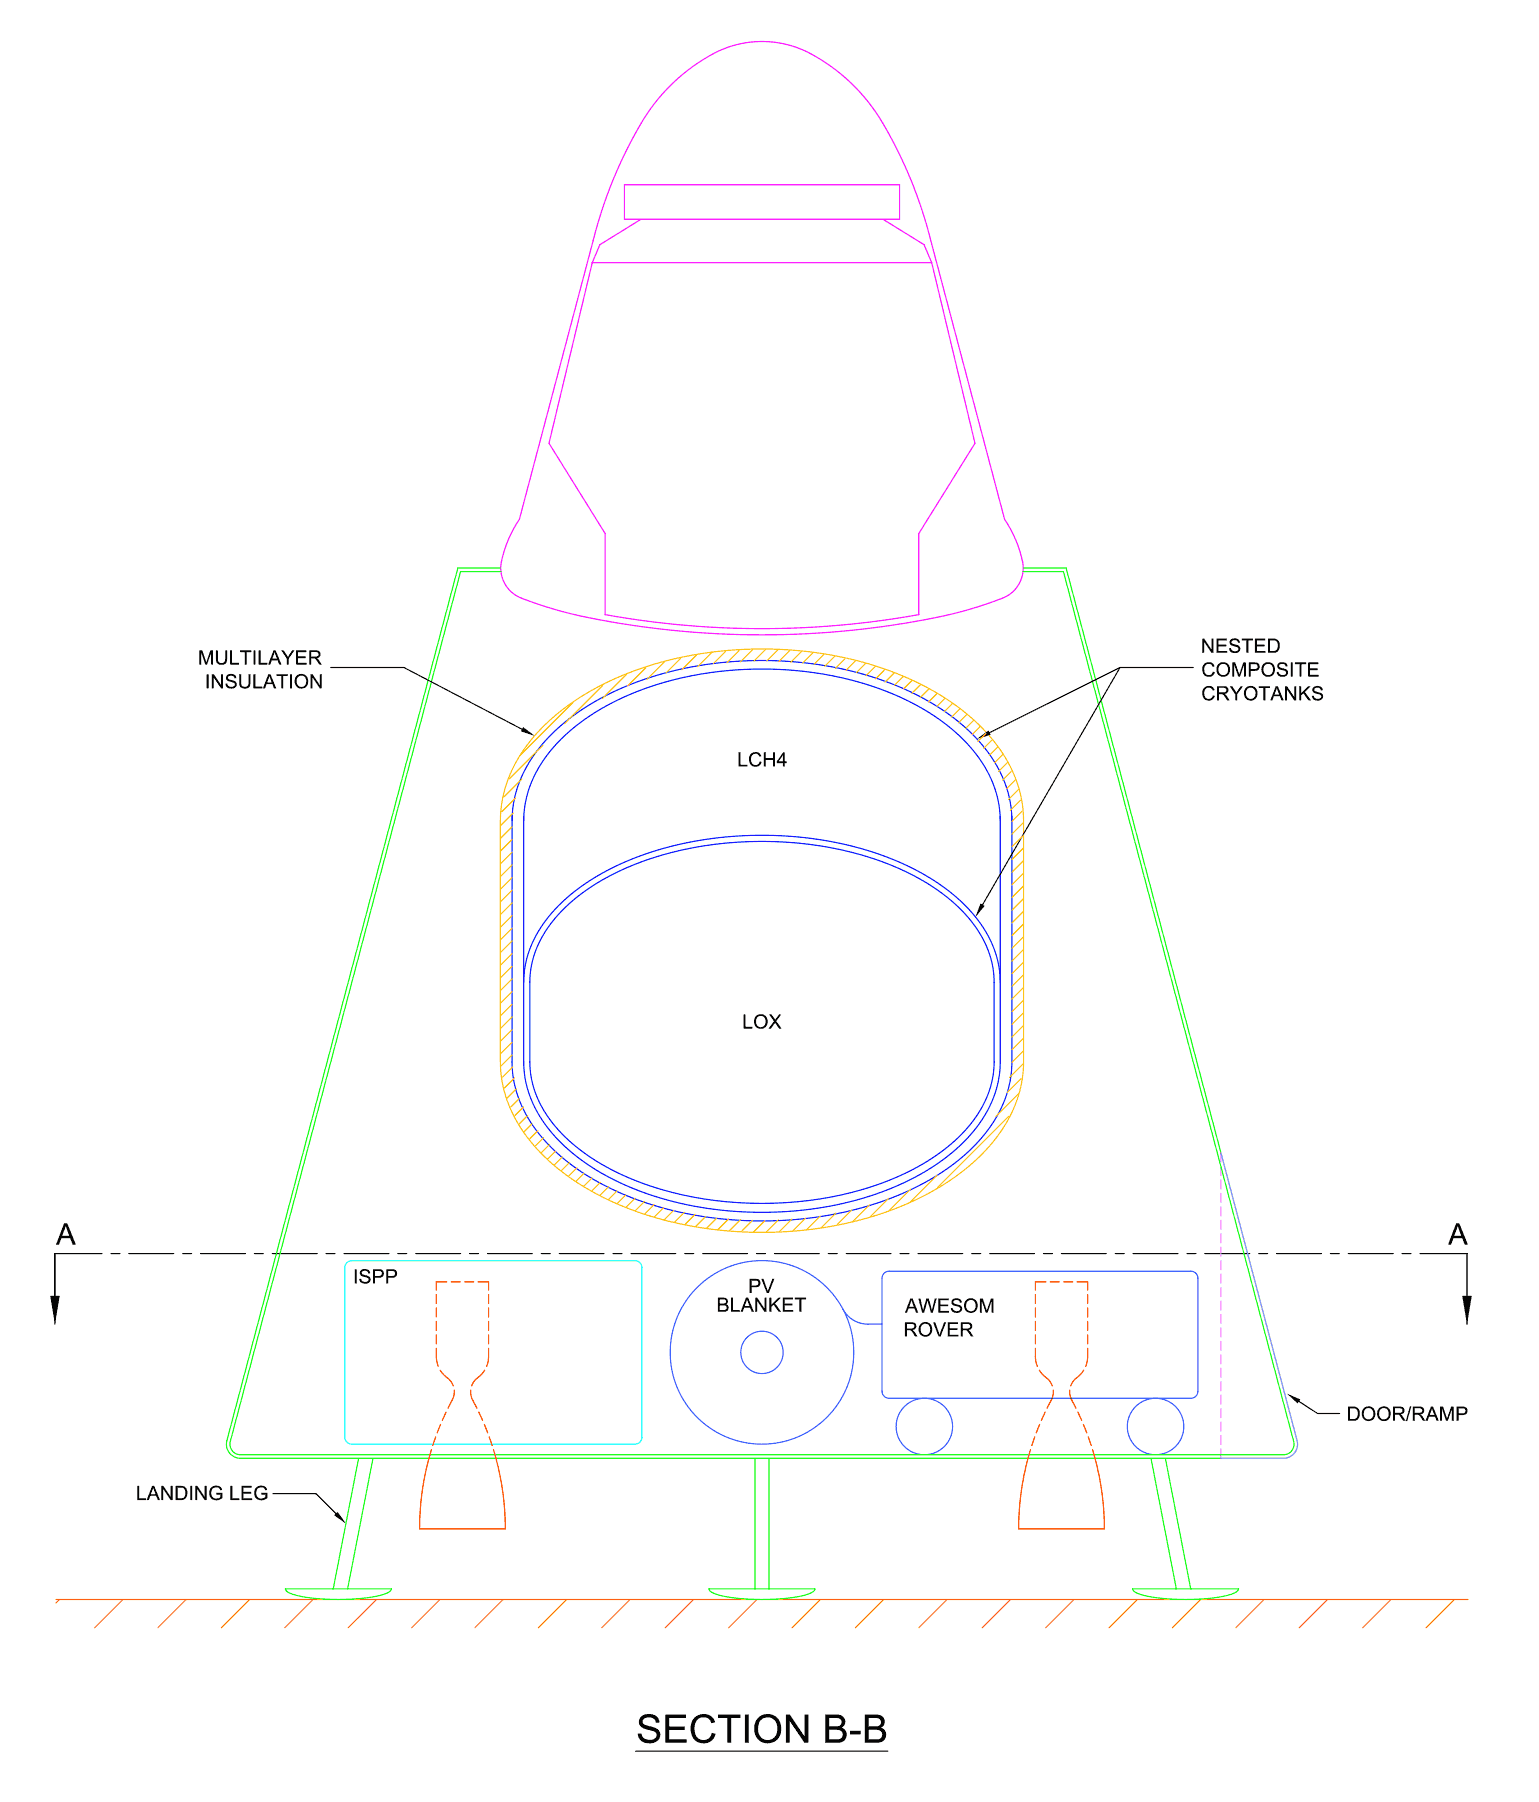 MULTILAYER
INSULATION
NESTED
COMPOSITE
CRYOTANKS
LCH4
LOX
A
A
ISPP
PV
BLANKET
AWESOM
ROVER
DOOR/RAMP
LANDING LEG
SECTION B-B